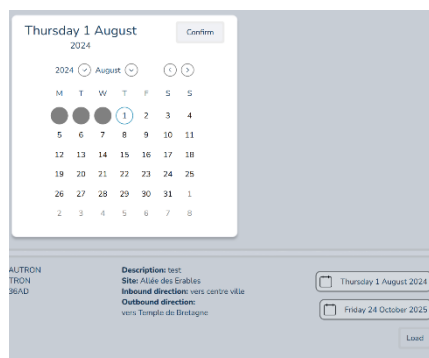 Thursday 1 August
2024
Confirm
2024 August
M T W T F S S
1 2 3 4
5 6 7 8 9 10 11
12 13 14 15 16 17 18
19 20 21 22 23 24 25
26 27 28 29 30 31 1
2 3 4 5 6 7 8
AUTRON
TRON
36AD
Description: test
Site: Allée des Erables
Inbound direction: vers centre ville
Outbound direction:
vers Temple de Bretagne
Thursday 1 August 2024
Friday 24 October 2025
Load